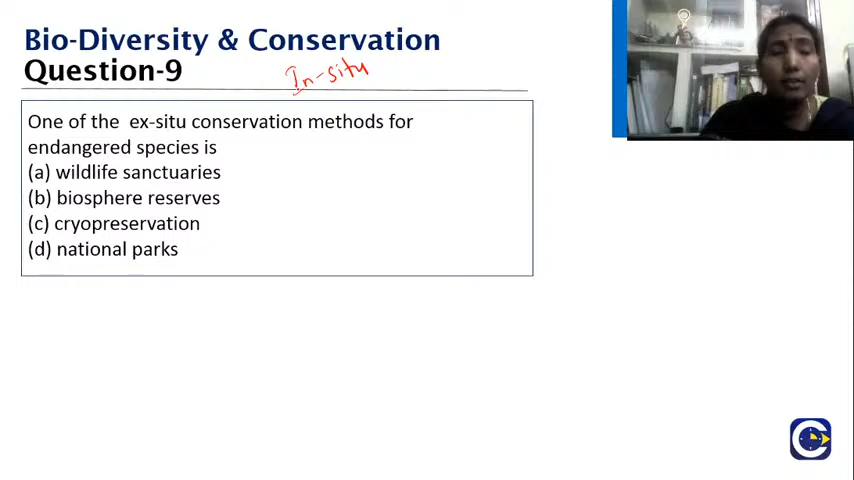 Bio-Diversity & Conservation
Question-9
In-situ
One of the ex-situ conservation methods for
endangered species is
(a) wildlife sanctuaries
(b) biosphere reserves
(c) cryopreservation
(d) national parks